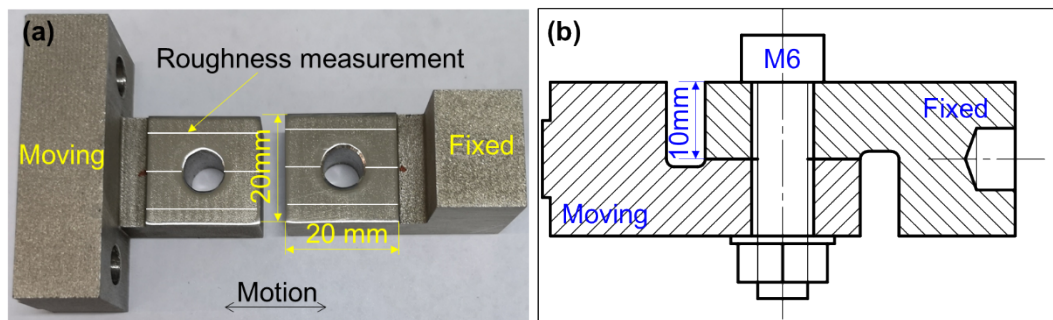 (a)
Roughness measurement
Moving
20mm
Fixed
20 mm
Motion
(b)
M6
10mm
Fixed
Moving